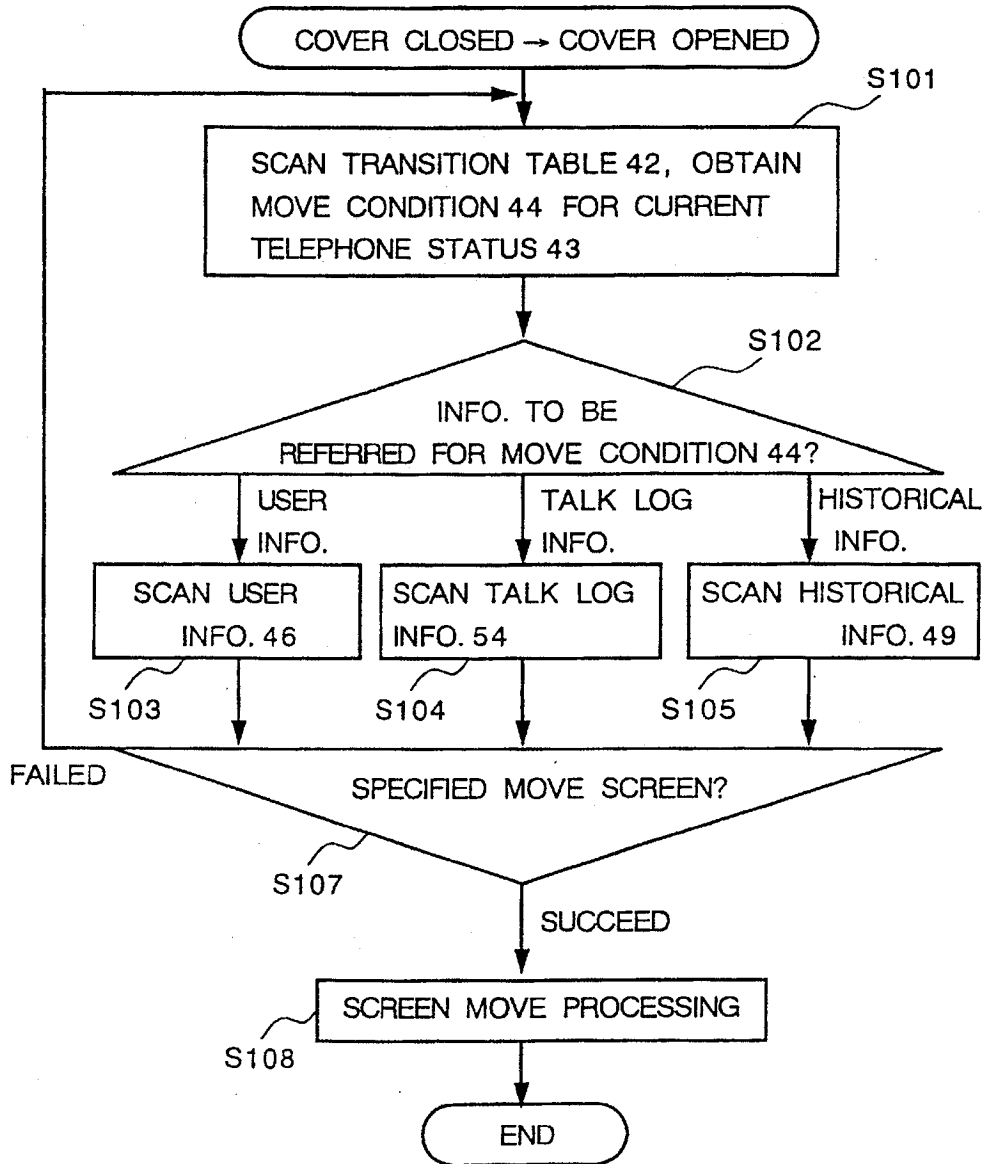 COVER CLOSED → COVER OPENED
S101
SCAN TRANSITION TABLE 42, OBTAIN
MOVE CONDITION 44 FOR CURRENT
TELEPHONE STATUS 43
S102
INFO. TO BE
REFERRED FOR MOVE CONDITION 44?
USER
INFO.
TALK LOG
INFO.
HISTORICAL
INFO.
SCAN USER
INFO. 46
SCAN TALK LOG
INFO. 54
SCAN HISTORICAL
INFO. 49
S103
S104
S105
FAILED
SPECIFIED MOVE SCREEN?
S107
SUCCEED
SCREEN MOVE PROCESSING
S108
END